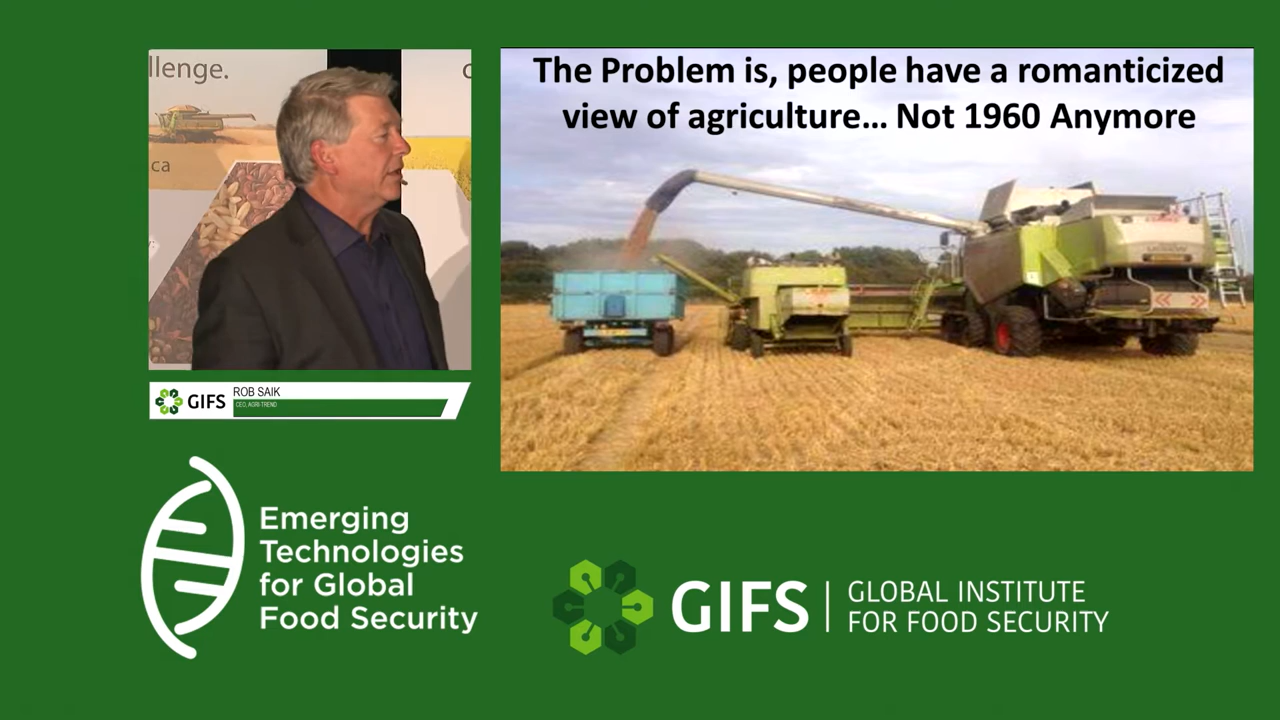 llenge.
c
ca
The Problem is, people have a romanticized
view of agriculture... Not 1960 Anymore
GIFS
ROB SAIK
CEO, AGRI-TREND
Emerging
Technologies
for Global
Food Security
GIFS
GLOBAL INSTITUTE
FOR FOOD SECURITY